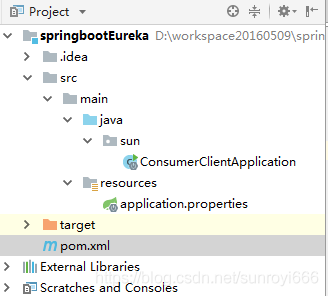 Project
springbootEureka D:\workspace20160509\sprin
.idea
src
main
java
sun
ConsumerClientApplication
resources
application.properties
target
pom.xml
https://blog.csdn.net/sunroyi666
External Libraries
Scratches and Consoles